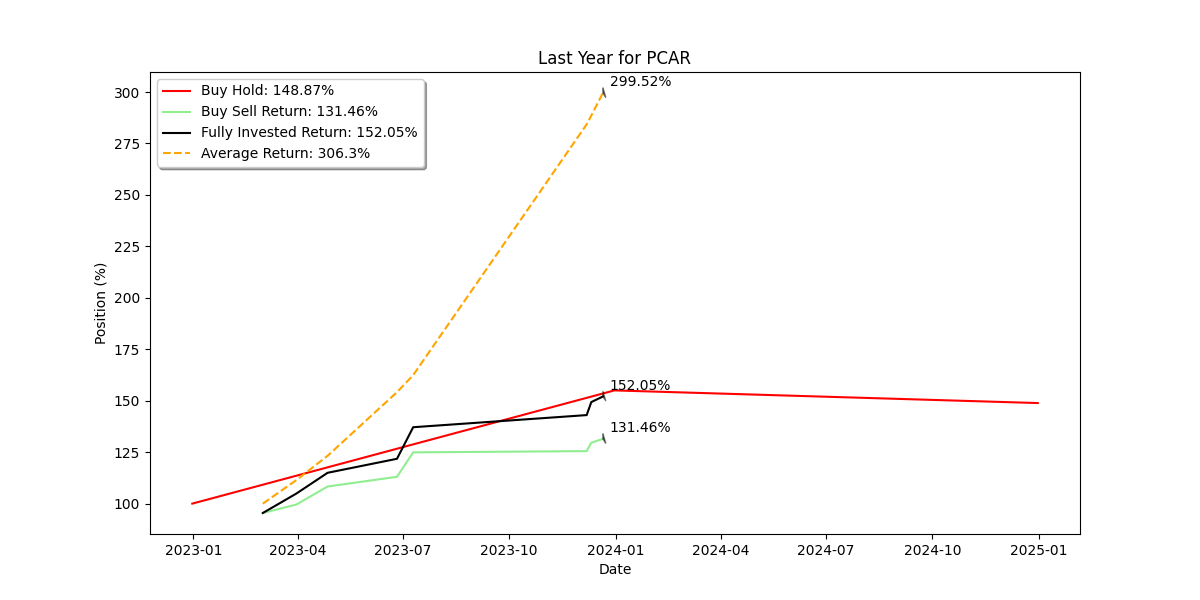 Last Year for PCAR
Buy Hold: 148.87%
Buy Sell Return: 131.46%
Fully Invested Return: 152.05%
Average Return: 306.3%
299.52%
152.05%
131.46%
Position (%)
300
275
250
225
200
175
150
125
100
2023-01 2023-04 2023-07 2023-10 2024-01 2024-04 2024-07 2024-10 2025-01
Date